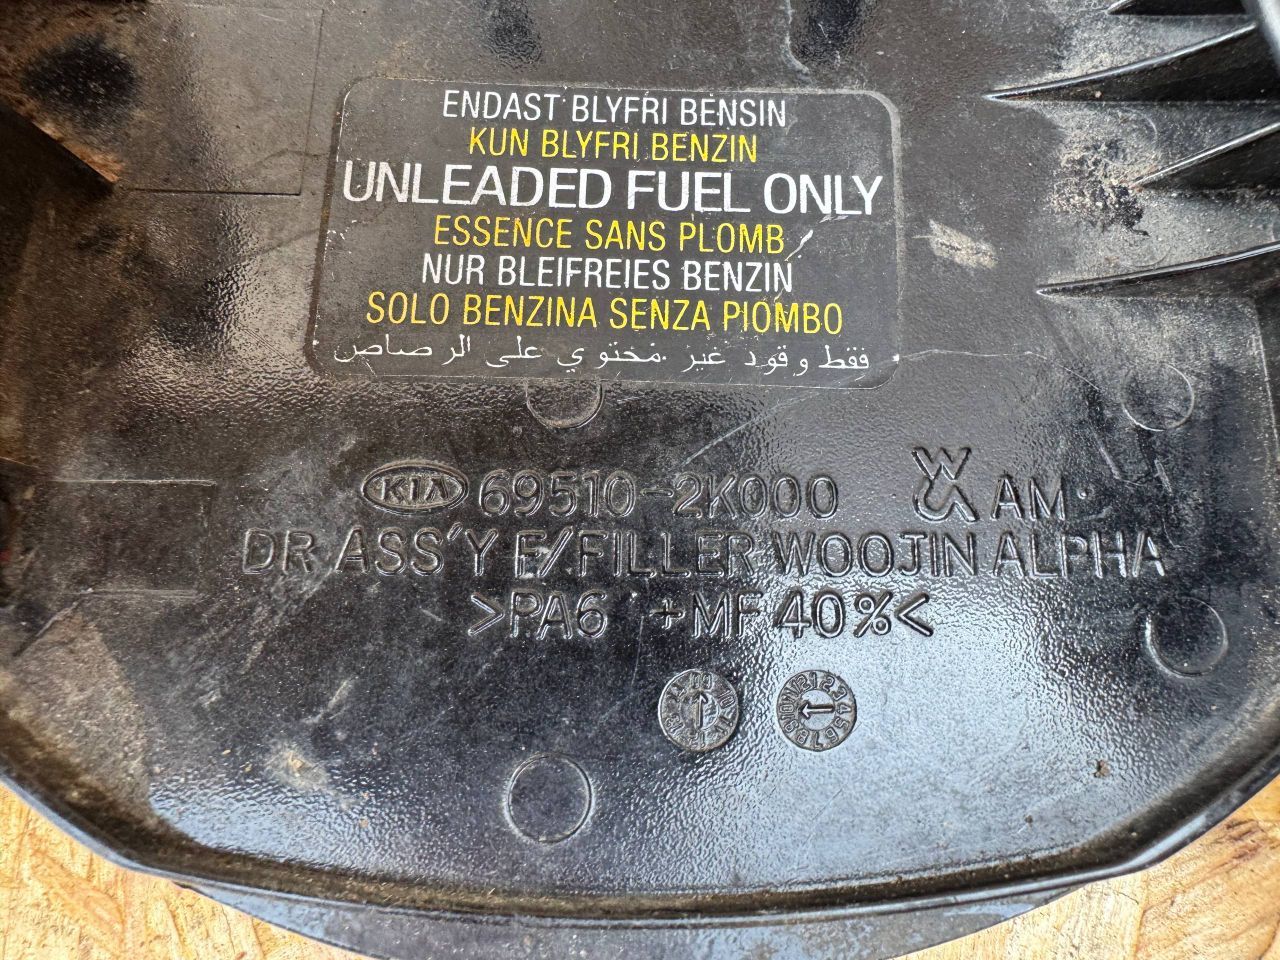 ENDAST BLYFRI BENSIN
KUN BLYFRI BENZIN
UNLEADED FUEL ONLY
ESSENCE SANS PLOMB
NUR BLEIFREIES BENZIN
SOLO BENZINA SENZA PIOMBO
فقط وقود غير محتوي على الرصاص
KIA 69510-2K000 AM
DR ASS'Y F/FILLER WOOJIN ALPHA
>PA6 +MF 40%<